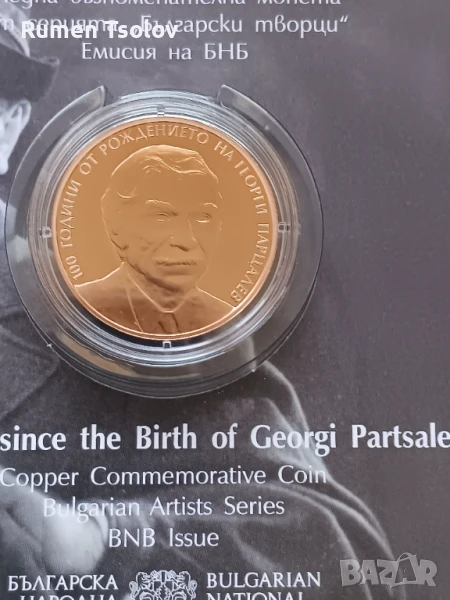 Rumen Tsolov
възпоменателна монета
серията „Български творци“
Емисия на БНБ
100 ГОДИНИ ОТ РОЖДЕНИЕТО НА ГЕОРГИ ПАРЦАЛЕВ
since the Birth of Georgi Partsale
Copper Commemorative Coin
Bulgarian Artists Series
BNB Issue
БЪЛГАРСКА BULGARIAN
НАРОДНА NATIONAL
BAZAR